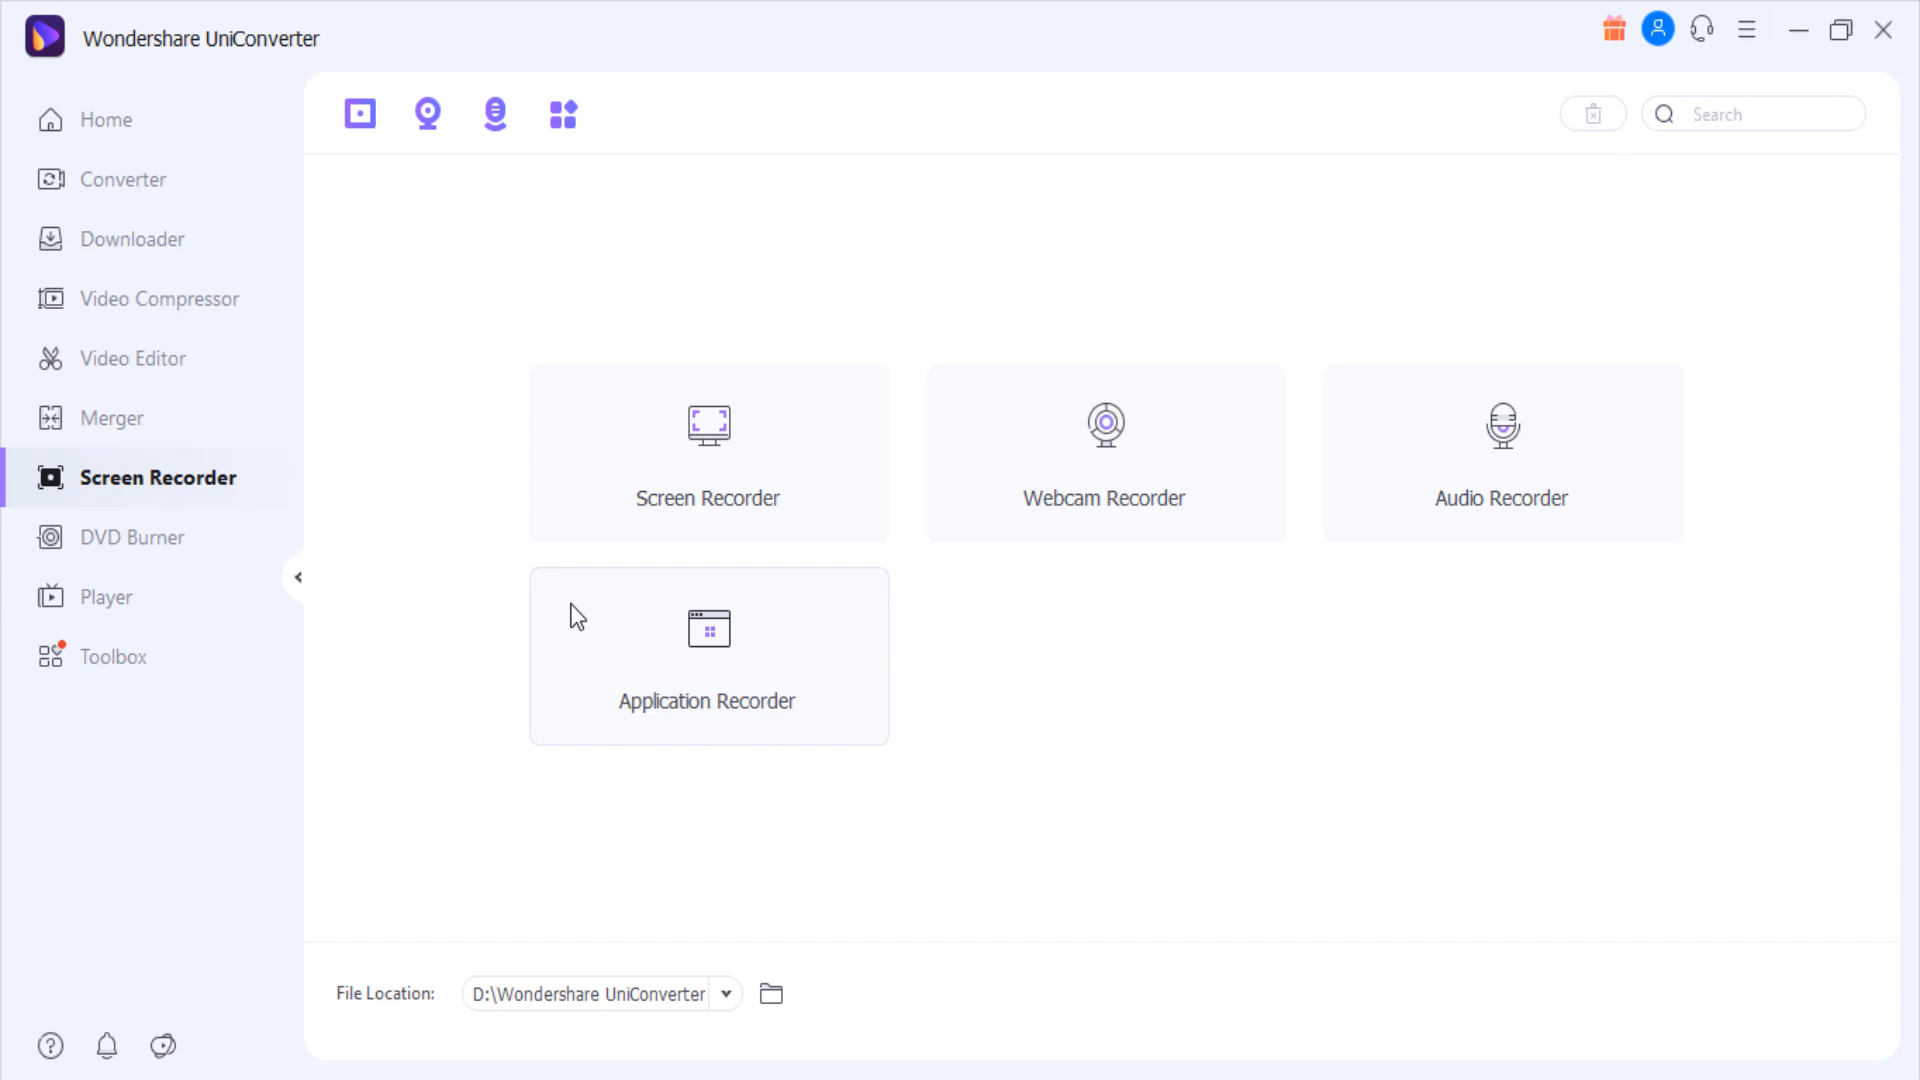 Wondershare UniConverter
Home
Converter
Downloader
Video Compressor
Video Editor
Merger
Screen Recorder
DVD Burner
Player
Toolbox
Search
Screen Recorder
Webcam Recorder
Audio Recorder
Application Recorder
File Location:
D:\Wondershare UniConverter